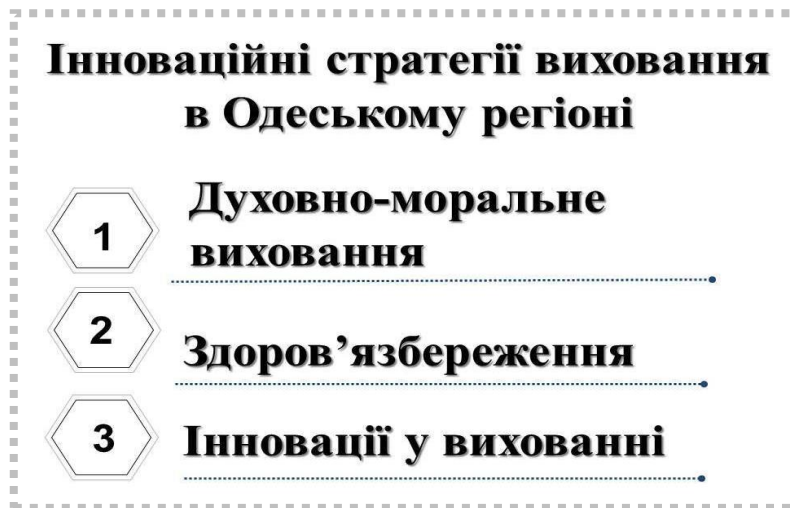 Інноваційні стратегії виховання
в Одеському регіоні
1
Духовно-моральне
виховання
2
Здоров’язбереження
3
Інновації у вихованні